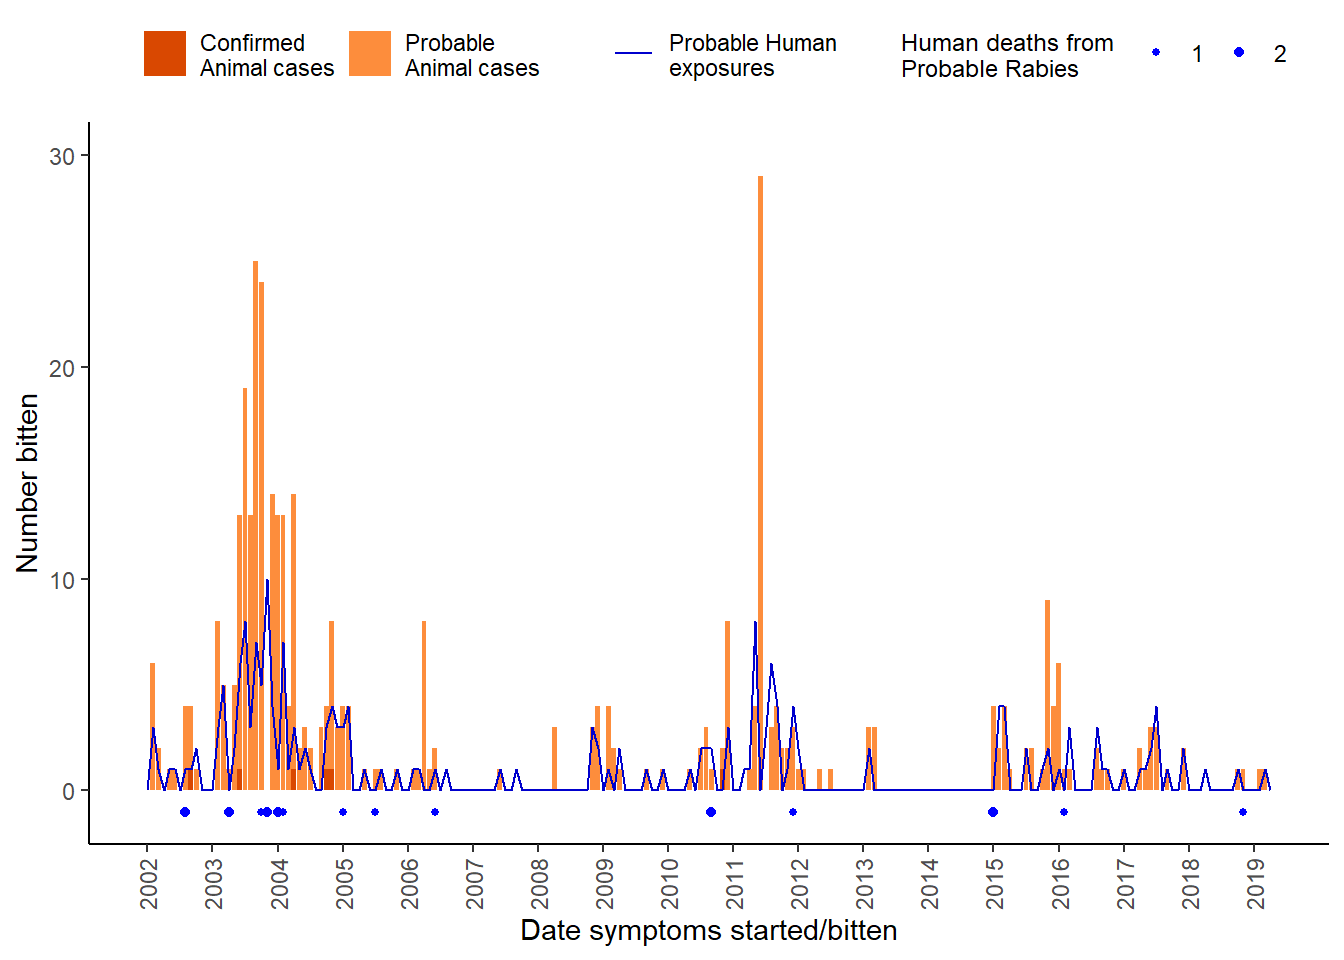 Confirmed
Animal cases
Probable
Animal cases
Probable Human
exposures
Human deaths from
Probable Rabies
1
2
30
20
10
0
Number bitten
2002
2003
2004
2005
2006
2007
2008
2009
2010
2011
2012
2013
2014
2015
2016
2017
2018
2019
Date symptoms started/bitten